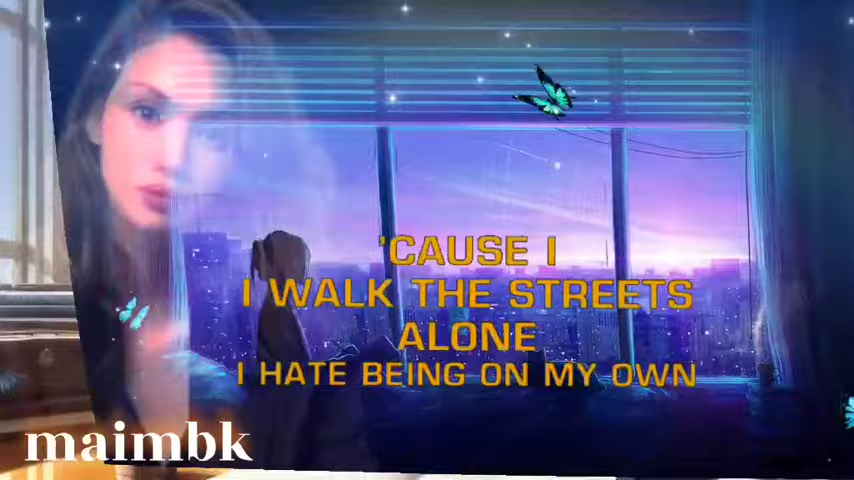 'CAUSE I
I WALK THE STREETS
ALONE
I HATE BEING ON MY OWN
maimbk